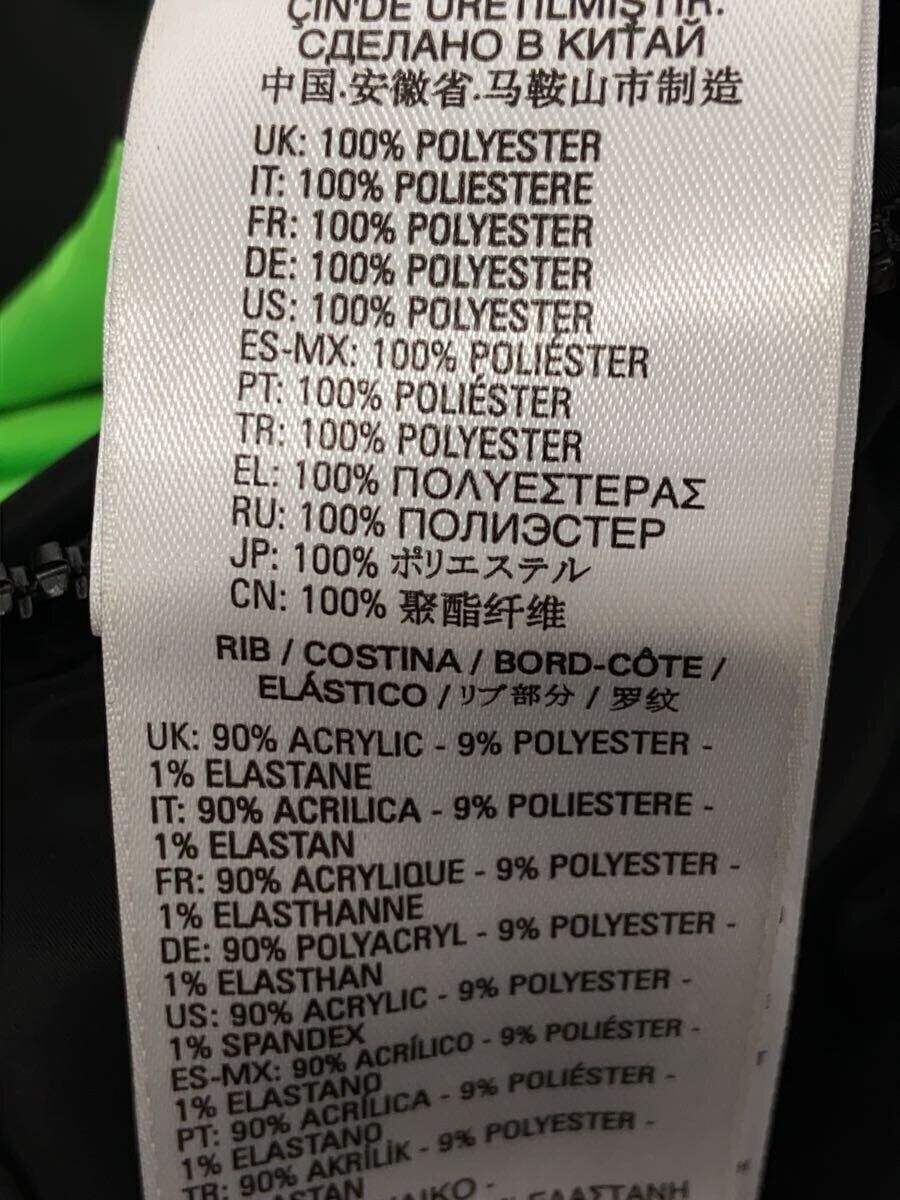 ÇİN'DE ÜRETİLMİŞTİR.
СДЕЛАНО В КИТАЙ
中国.安徽省.马鞍山市制造
UK: 100% POLYESTER
IT: 100% POLIESTERE
FR: 100% POLYESTER
DE: 100% POLYESTER
US: 100% POLYESTER
ES-MX: 100% POLIÉSTER
PT: 100% POLIÉSTER
TR: 100% POLYESTER
EL: 100% ΠΟΛΥΕΣΤΕΡΑΣ
RU: 100% ПОЛИЭСТЕР
JP: 100% ポリエステル
CN: 100% 聚酯纤维
RIB / COSTINA / BORD-CÔTE /
ELÁSTICO / リブ部分 / 罗纹
UK: 90% ACRYLIC - 9% POLYESTER -
1% ELASTANE
IT: 90% ACRILICA - 9% POLIESTERE -
1% ELASTAN
FR: 90% ACRYLIQUE - 9% POLYESTER -
1% ELASTHANNE
DE: 90% POLYACRYL - 9% POLYESTER -
1% ELASTHAN
US: 90% ACRYLIC - 9% POLYESTER -
1% SPANDEX
ES-MX: 90% ACRÍLICO - 9% POLIÉSTER -
1% ELASTANO
PT: 90% ACRÍLICA - 9% POLIÉSTER -
1% ELASTANO
TR: 90% AKRİLİK - 9% POLYESTER -